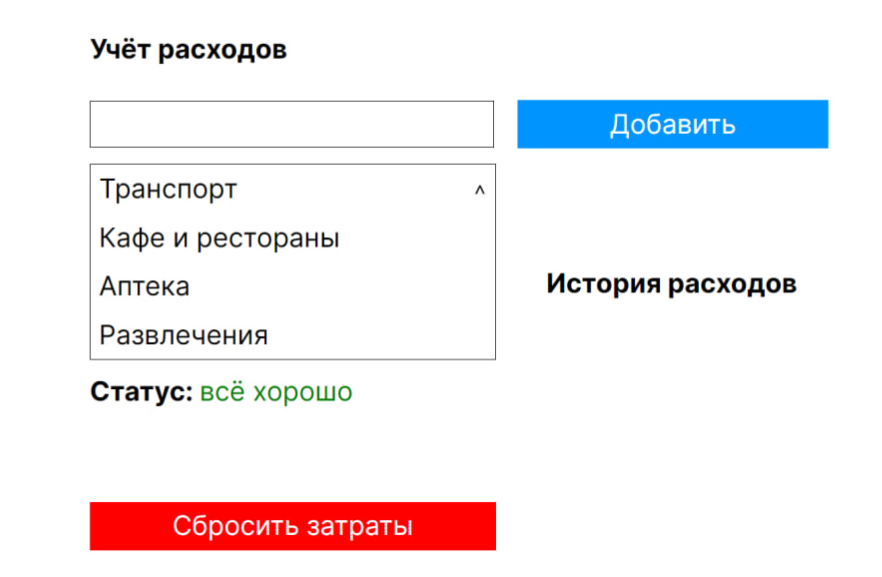 Учёт расходов
Добавить
Транспорт ^
Кафе и рестораны
Аптека
Развлечения
История расходов
Статус: всё хорошо
Сбросить затраты